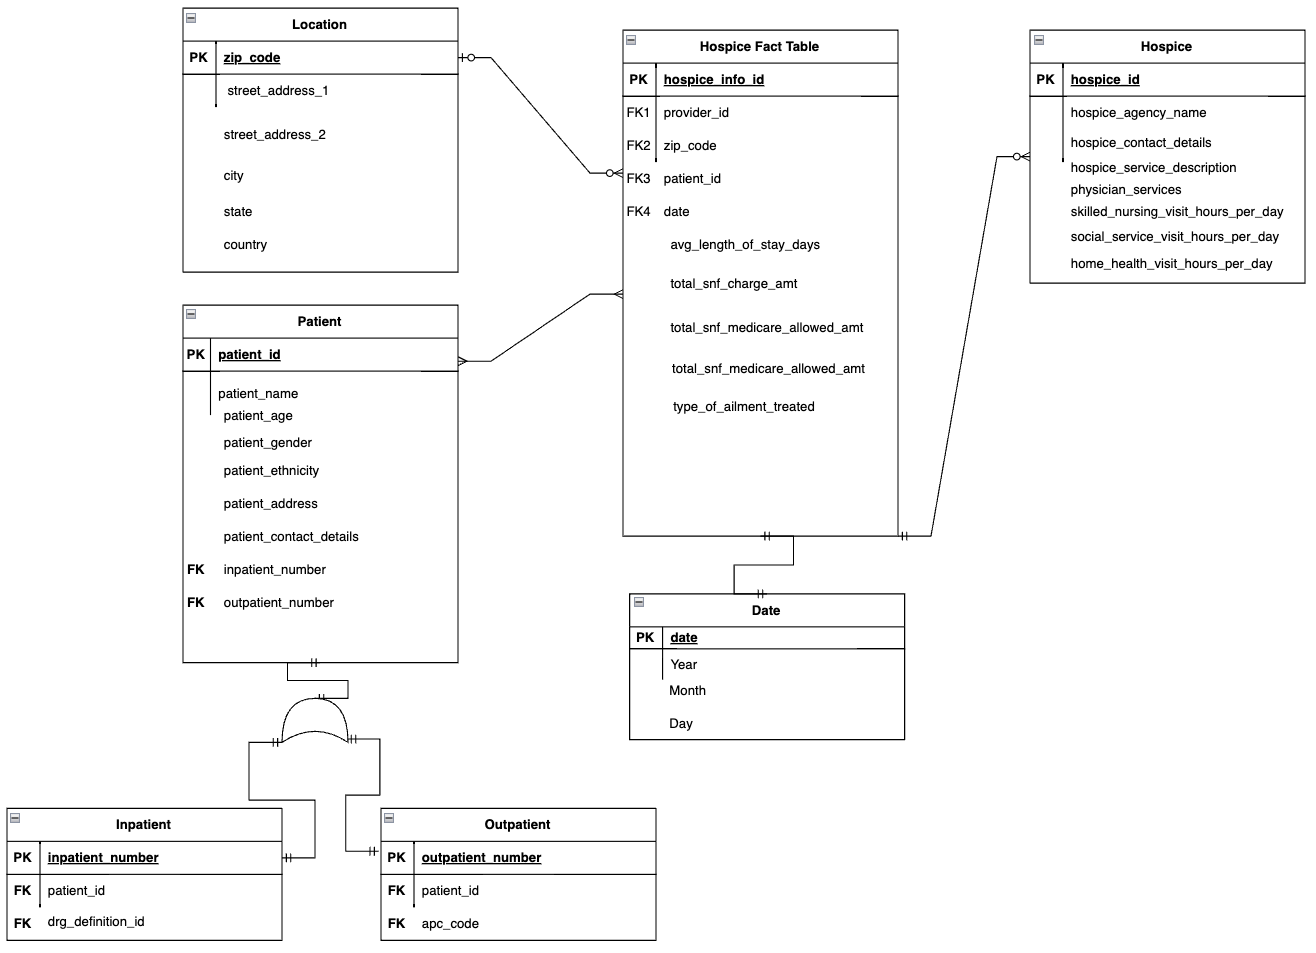 Location
PK zip_code
street_address_1
street_address_2
city
state
country
Hospice Fact Table
PK hospice_info_id
FK1 provider_id
FK2 zip_code
FK3 patient_id
FK4 date
avg_length_of_stay_days
total_snf_charge_amt
total_snf_medicare_allowed_amt
total_snf_medicare_allowed_amt
type_of_ailment_treated
Hospice
PK hospice_id
hospice_agency_name
hospice_contact_details
hospice_service_description
physician_services
skilled_nursing_visit_hours_per_day
social_service_visit_hours_per_day
home_health_visit_hours_per_day
Patient
PK patient_id
patient_name
patient_age
patient_gender
patient_ethnicity
patient_address
patient_contact_details
FK inpatient_number
FK outpatient_number
Date
PK date
Year
Month
Day
Inpatient
PK inpatient_number
FK patient_id
FK drg_definition_id
Outpatient
PK outpatient_number
FK patient_id
FK apc_code